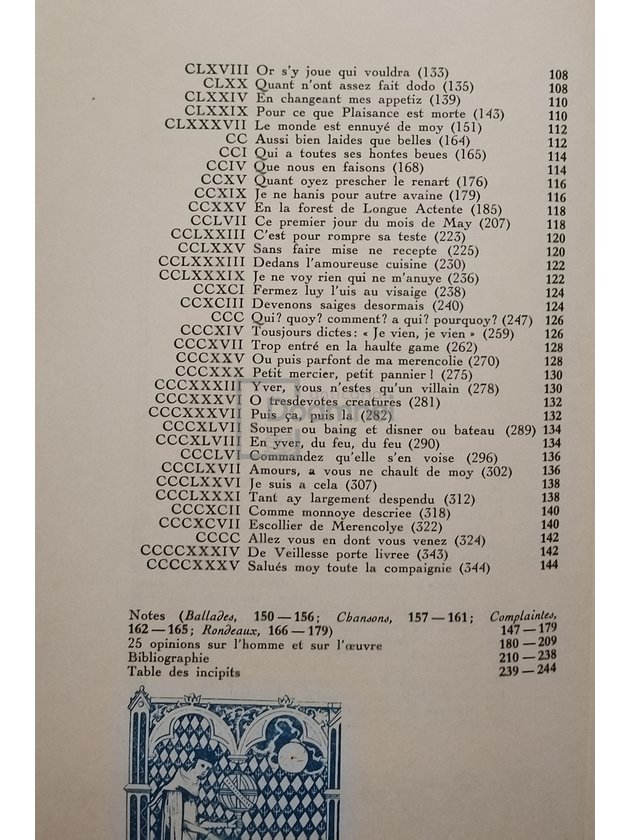 CLXVIII Or s'y joue qui vouldra (133) 108
CLXX Quant n'ont assez fait dodo (135) 108
CLXXIV En changeant mes appetiz (139) 110
CLXXIX Pour ce que Plaisance est morte (143) 110
CLXXXVII Le monde est ennuyé de moy (151) 112
CC Aussi bien laides que belles (164) 112
CCI Qui a toutes ses hontes beues (165) 114
CCIV Que nous en faisons (168) 114
CCXV Quant oyez prescher le renart (176) 116
CCXIX Je ne hanis pour autre avaine (179) 116
CCXXV En la forest de Longue Actente (185) 118
CCLVII Ce premier jour du mois de May (207) 118
CCLXXIII C'est pour rompre sa teste (223) 120
CCLXXV Sans faire mise ne recepte (225) 120
CCLXXXIII Dedans l'amoureuse cuisine (230) 122
CCLXXXIX Je ne voy rien qui ne m'anuye (236) 122
CCXCI Fermez luy l'uis au visaige (238) 124
CCXCIII Devenons saiges desormais (240) 124
CCC Qui? quoy? comment? a qui? pourquoy? (247) 126
CCCXIV Tousjours dictes: « Je vien, je vien » (259) 126
CCCXVII Trop entré en la haulte game (262) 128
CCCXXV Ou puis parfont de ma merencolie (270) 128
CCCXXX Petit mercier, petit pannier! (275) 130
CCCXXXIII Yver, vous n'estes qu'un villain (278) 130
CCCXXXVI O tresdevotes creatures (281) 132
CCCXXXVII Puis ça, puis la (282) 132
CCCXLVII Souper ou baing et disner ou bateau (289) 134
CCCXLVIII En yver, du feu, du feu (290) 134
CCCLVI Commandez qu'elle s'en voise (296) 136
CCCLXVII Amours, a vous ne chault de moy (302) 136
CCCLXXVI Je suis a cela (307) 138
CCCLXXXI Tant ay largement despendu (312) 138
CCCXCII Comme monnoye descriee (318) 140
CCCXCVII Escollier de Merencolye (322) 140
CCCC Allez vous en dont vous venez (324) 142
CCCCXXXIV De Veillesse porte livree (343) 142
CCCCXXXV Salués moy toute la compaignie (344) 144
Notes (Ballades, 150—156; Chansons, 157—161; Complaintes,
162—165; Rondeaux, 166—179) 147—179
25 opinions sur l'homme et sur l'œuvre 180—209
Bibliographie 210—238
Table des incipits 239—244